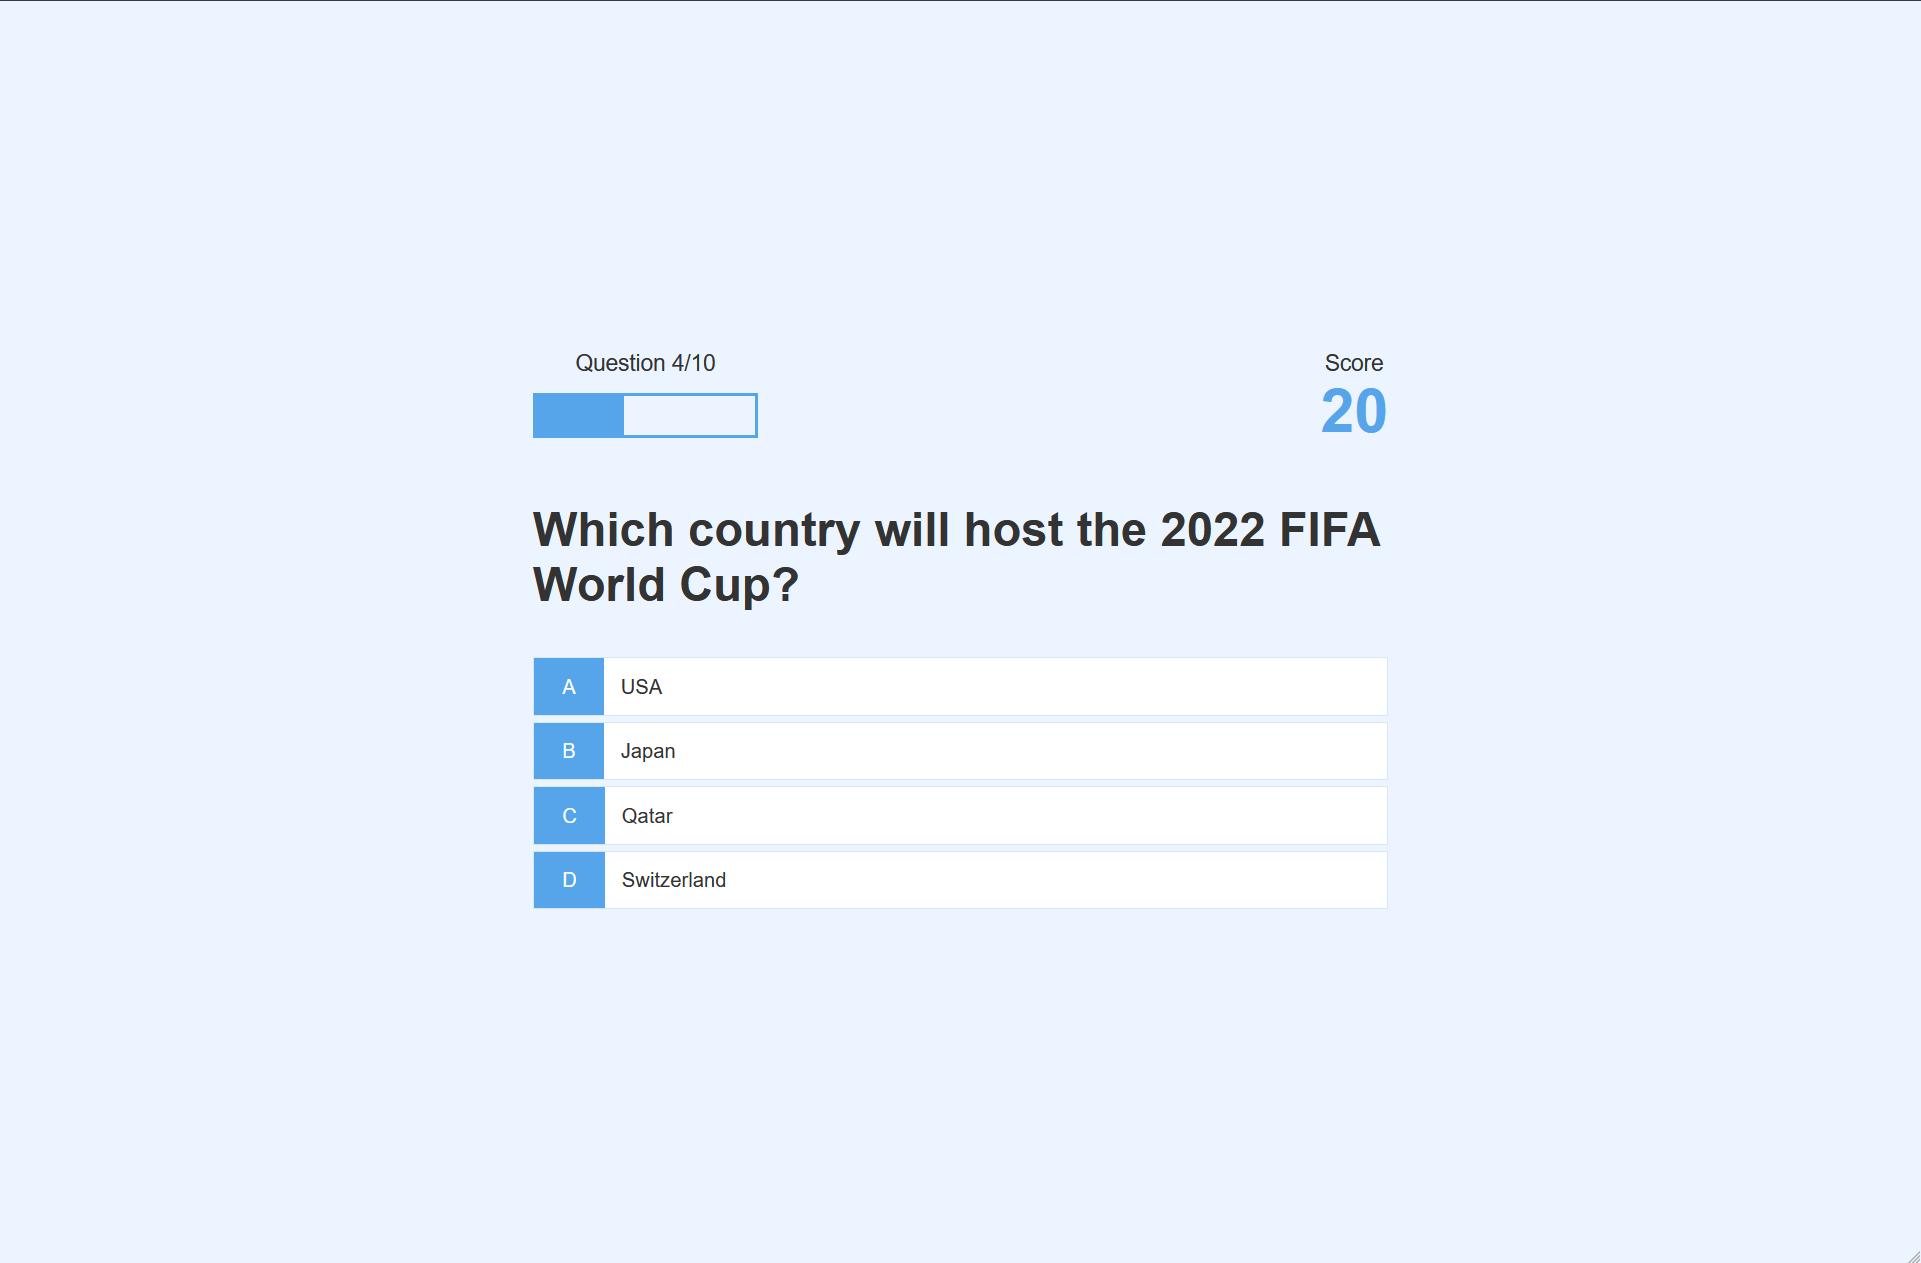 Question 4/10
Score
20
Which country will host the 2022 FIFA
World Cup?
A USA
B Japan
C Qatar
D Switzerland